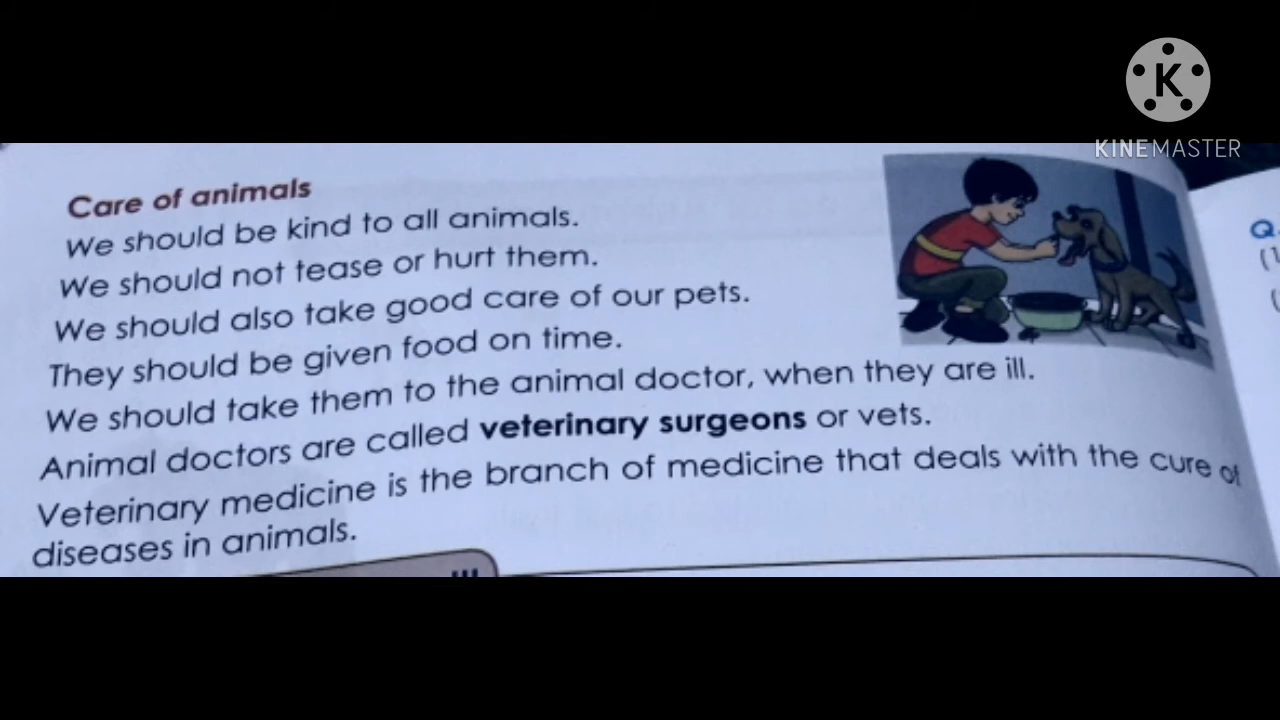 K
KINEMASTER
Care of animals
We should be kind to all animals.
We should not tease or hurt them.
We should also take good care of our pets.
They should be given food on time.
We should take them to the animal doctor, when they are ill.
Animal doctors are called veterinary surgeons or vets.
Veterinary medicine is the branch of medicine that deals with the cure of
diseases in animals.
Q.